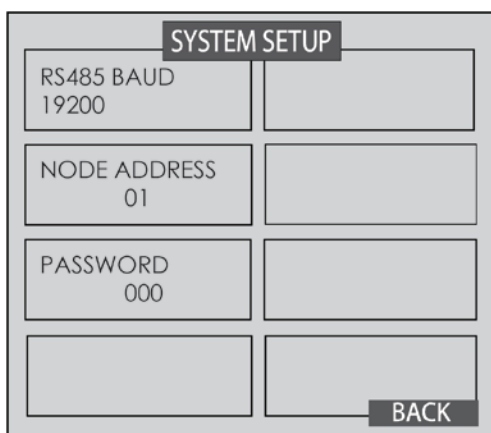 SYSTEM SETUP
RS485 BAUD
19200
NODE ADDRESS
01
PASSWORD
000
BACK